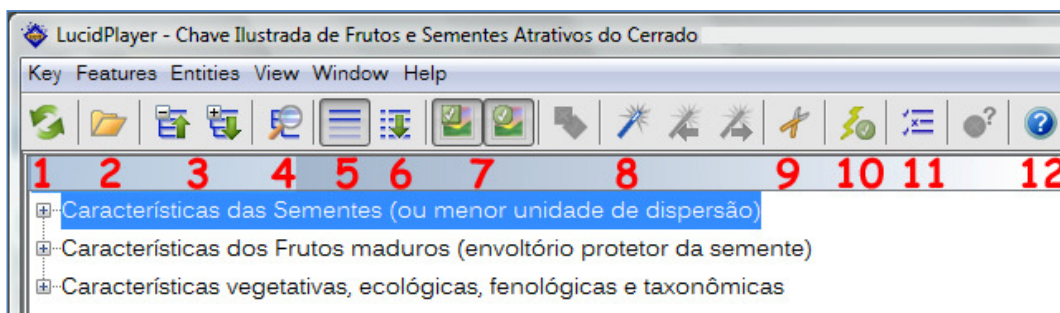 LucidPlayer - Chave Ilustrada de Frutos e Sementes Atrativos do Cerrado
Key Features Entities View Window Help
1 2 3 4 5 6 7 8 9 10 11 12
Características das Sementes (ou menor unidade de dispersão)
Características dos Frutos maduros (envoltório protetor da semente)
Características vegetativas, ecológicas, fenológicas e taxonômicas